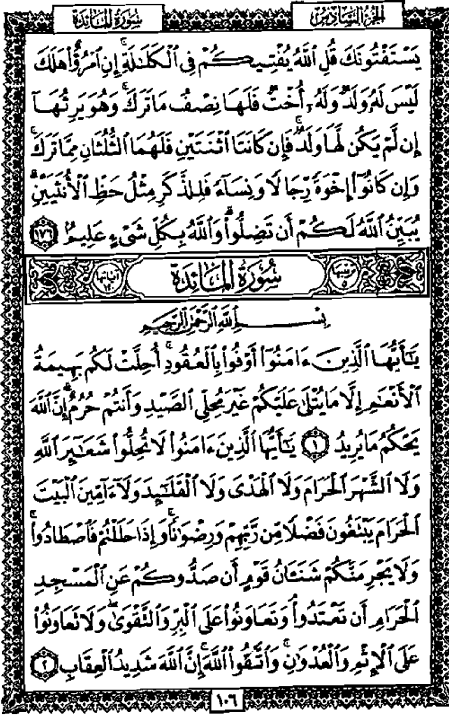 الجزء السادس سورة المائدة
يَسْتَفْتُونَكَ قُلِ ٱللَّهُ يُفْتِيكُمْ فِى ٱلْكَلَٰلَةِ ۚ إِنِ ٱمْرُؤٌا۟ هَلَكَ
لَيْسَ لَهُۥ وَلَدٌ وَلَهُۥٓ أُخْتٌ فَلَهَا نِصْفُ مَا تَرَكَ ۚ وَهُوَ يَرِثُهَآ
إِن لَّمْ يَكُن لَّهَا وَلَدٌ ۚ فَإِن كَانَتَا ٱثْنَتَيْنِ فَلَهُمَا ٱلثُّلُثَانِ مِمَّا تَرَكَ ۚ
وَإِن كَانُوٓا۟ إِخْوَةً رِّجَالًا وَنِسَآءً فَلِلذَّكَرِ مِثْلُ حَظِّ ٱلْأُنثَيَيْنِ ۗ
يُبَيِّنُ ٱللَّهُ لَكُمْ أَن تَضِلُّوا۟ ۗ وَٱللَّهُ بِكُلِّ شَىْءٍ عَلِيمٌۢ ١٧٦
سُورَةُ المَائِدَةِ
بِسْمِ ٱللَّهِ ٱلرَّحْمَٰنِ ٱلرَّحِيمِ
يَٰٓأَيُّهَا ٱلَّذِينَ ءَامَنُوٓا۟ أَوْفُوا۟ بِٱلْعُقُودِ ۚ أُحِلَّتْ لَكُم بَهِيمَةُ
ٱلْأَنْعَٰمِ إِلَّا مَا يُتْلَىٰ عَلَيْكُمْ غَيْرَ مُحِلِّى ٱلصَّيْدِ وَأَنتُمْ حُرُمٌ ۗ إِنَّ ٱللَّهَ
يَحْكُمُ مَا يُرِيدُ ١ يَٰٓأَيُّهَا ٱلَّذِينَ ءَامَنُوا۟ لَا تُحِلُّوا۟ شَعَٰٓئِرَ ٱللَّهِ
وَلَا ٱلشَّهْرَ ٱلْحَرَامَ وَلَا ٱلْهَدْىَ وَلَا ٱلْقَلَٰٓئِدَ وَلَآ ءَآمِّينَ ٱلْبَيْتَ
ٱلْحَرَامَ يَبْتَغُونَ فَضْلًا مِّن رَّبِّهِمْ وَرِضْوَٰنًا ۚ وَإِذَا حَلَلْتُمْ فَٱصْطَادُوا۟ ۚ
وَلَا يَجْرِمَنَّكُمْ شَنَـَٔانُ قَوْمٍ أَن صَدُّوكُمْ عَنِ ٱلْمَسْجِدِ
ٱلْحَرَامِ أَن تَعْتَدُوا۟ ۘ وَتَعَاوَنُوا۟ عَلَى ٱلْبِرِّ وَٱلتَّقْوَىٰ ۖ وَلَا تَعَاوَنُوا۟
عَلَى ٱلْإِثْمِ وَٱلْعُدْوَٰنِ ۚ وَٱتَّقُوا۟ ٱللَّهَ ۖ إِنَّ ٱللَّهَ شَدِيدُ ٱلْعِقَابِ ٢
١٠٦